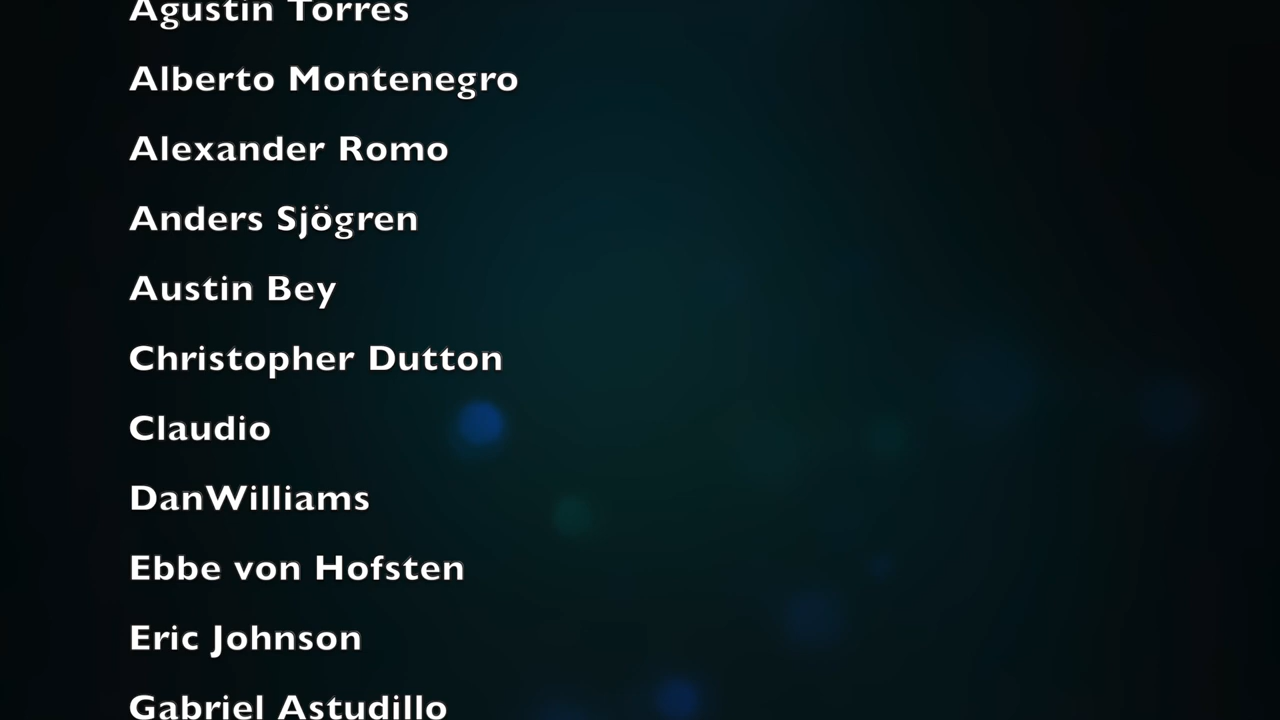 Agustin Torres
Alberto Montenegro
Alexander Romo
Anders Sjögren
Austin Bey
Christopher Dutton
Claudio
DanWilliams
Ebbe von Hofsten
Eric Johnson
Gabriel Astudillo